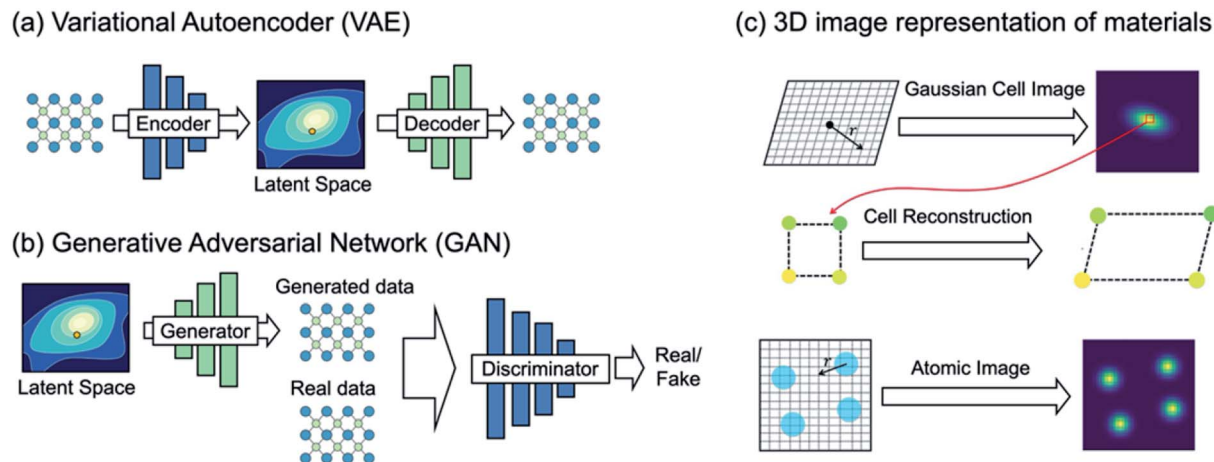 (a) Variational Autoencoder (VAE)
Encoder
Decoder
Latent Space
(b) Generative Adversarial Network (GAN)
Generated data
Generator
Latent Space
Real data
Discriminator
Real/
Fake
(c) 3D image representation of materials
Gaussian Cell Image
r
Cell Reconstruction
r
Atomic Image